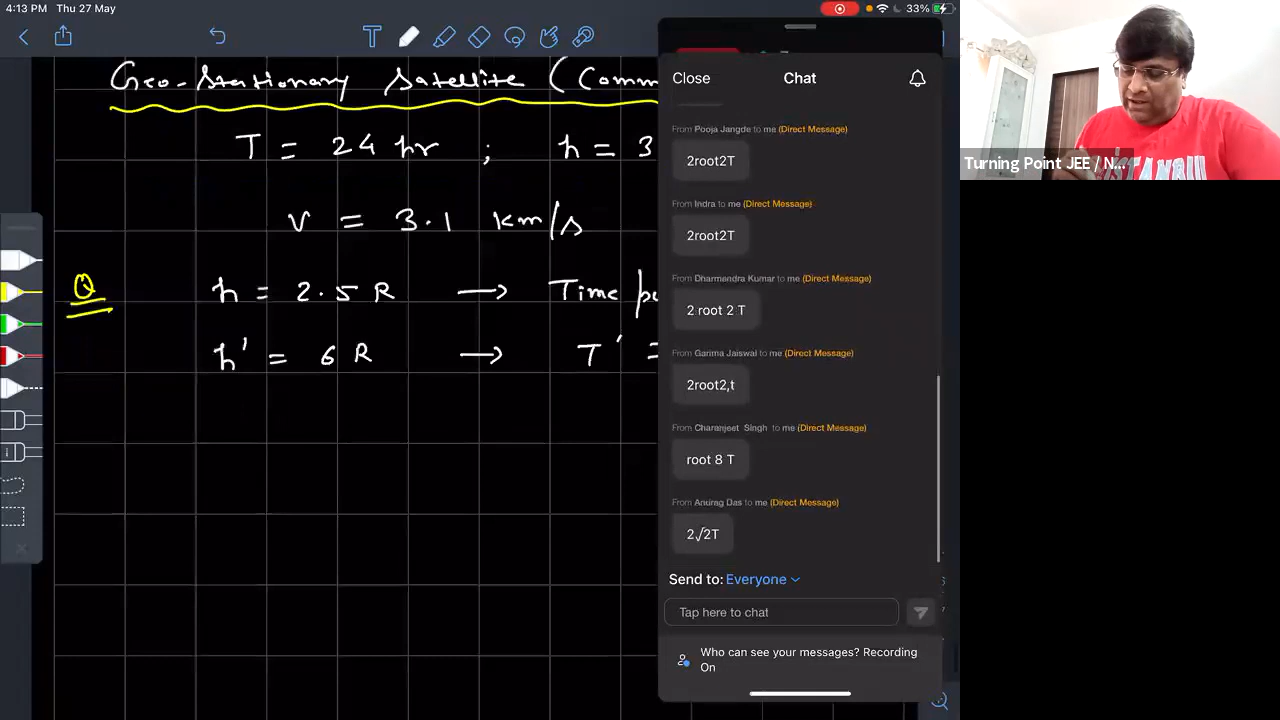 4:13 PM Thu 27 May
33%
Geo-Stationary Satellite (Comm
T = 24 hr ; h = 3
v = 3.1 km/s
Q h = 2.5 R → Time pe
h' = 6 R → T' =
Close Chat
From Pooja Jangde to me (Direct Message)
2root2T
From Indra to me (Direct Message)
2root2T
From Dharmendra Kumar to me (Direct Message)
2 root 2 T
From Garima Jaiswal to me (Direct Message)
2root2,t
From Charanjeet Singh to me (Direct Message)
root 8 T
From Anurag Das to me (Direct Message)
2√2T
Send to: Everyone
Tap here to chat
Who can see your messages? Recording
On
Turning Point JEE / N...